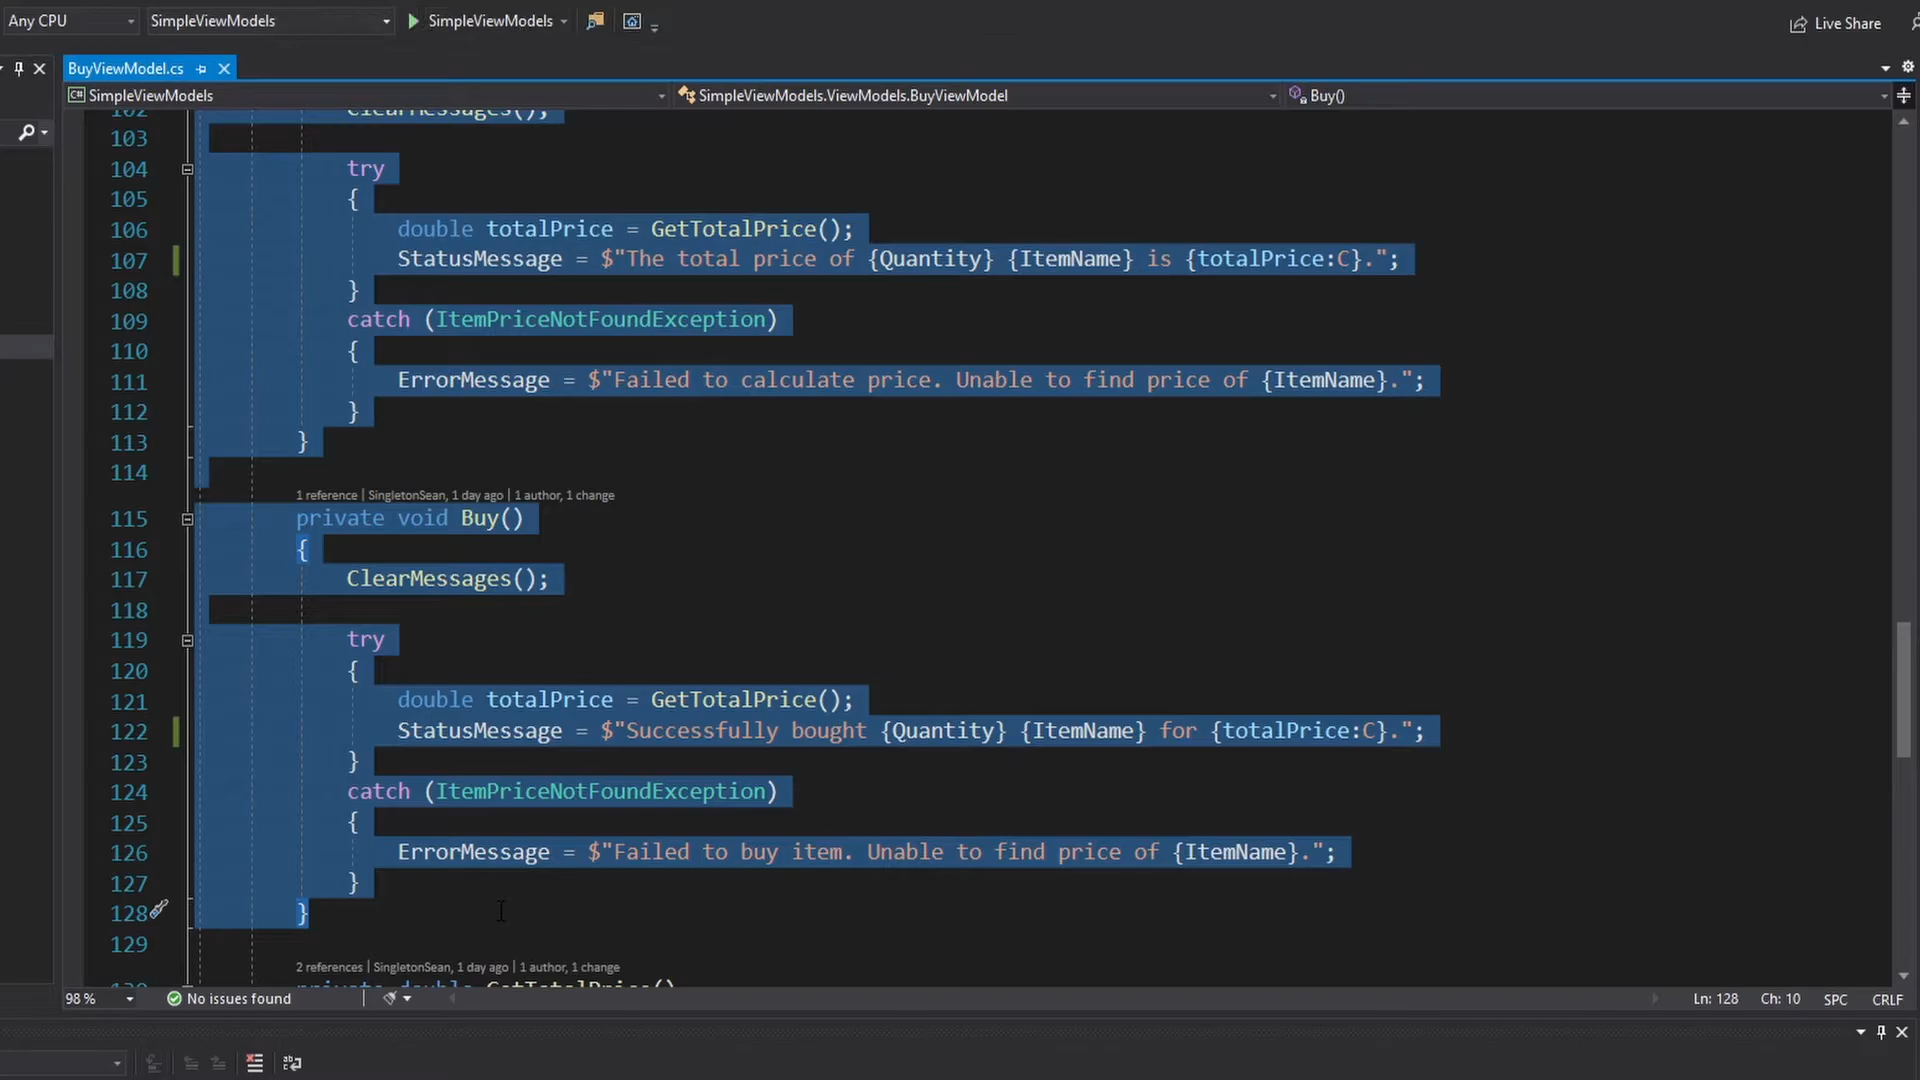 Any CPU SimpleViewModels SimpleViewModels Live Share
BuyViewModel.cs
C# SimpleViewModels SimpleViewModels.ViewModels.BuyViewModel Buy()
102 ClearMessages();
103
104 try
105 {
106 double totalPrice = GetTotalPrice();
107 StatusMessage = $"The total price of {Quantity} {ItemName} is {totalPrice:C}.";
108 }
109 catch (ItemPriceNotFoundException)
110 {
111 ErrorMessage = $"Failed to calculate price. Unable to find price of {ItemName}.";
112 }
113 }
114
1 reference | SingletonSean, 1 day ago | 1 author, 1 change
115 private void Buy()
116 {
117 ClearMessages();
118
119 try
120 {
121 double totalPrice = GetTotalPrice();
122 StatusMessage = $"Successfully bought {Quantity} {ItemName} for {totalPrice:C}.";
123 }
124 catch (ItemPriceNotFoundException)
125 {
126 ErrorMessage = $"Failed to buy item. Unable to find price of {ItemName}.";
127 }
128 }
129
2 references | SingletonSean, 1 day ago | 1 author, 1 change
130 private double GetTotalPrice()
98 % No issues found Ln: 128 Ch: 10 SPC CRLF